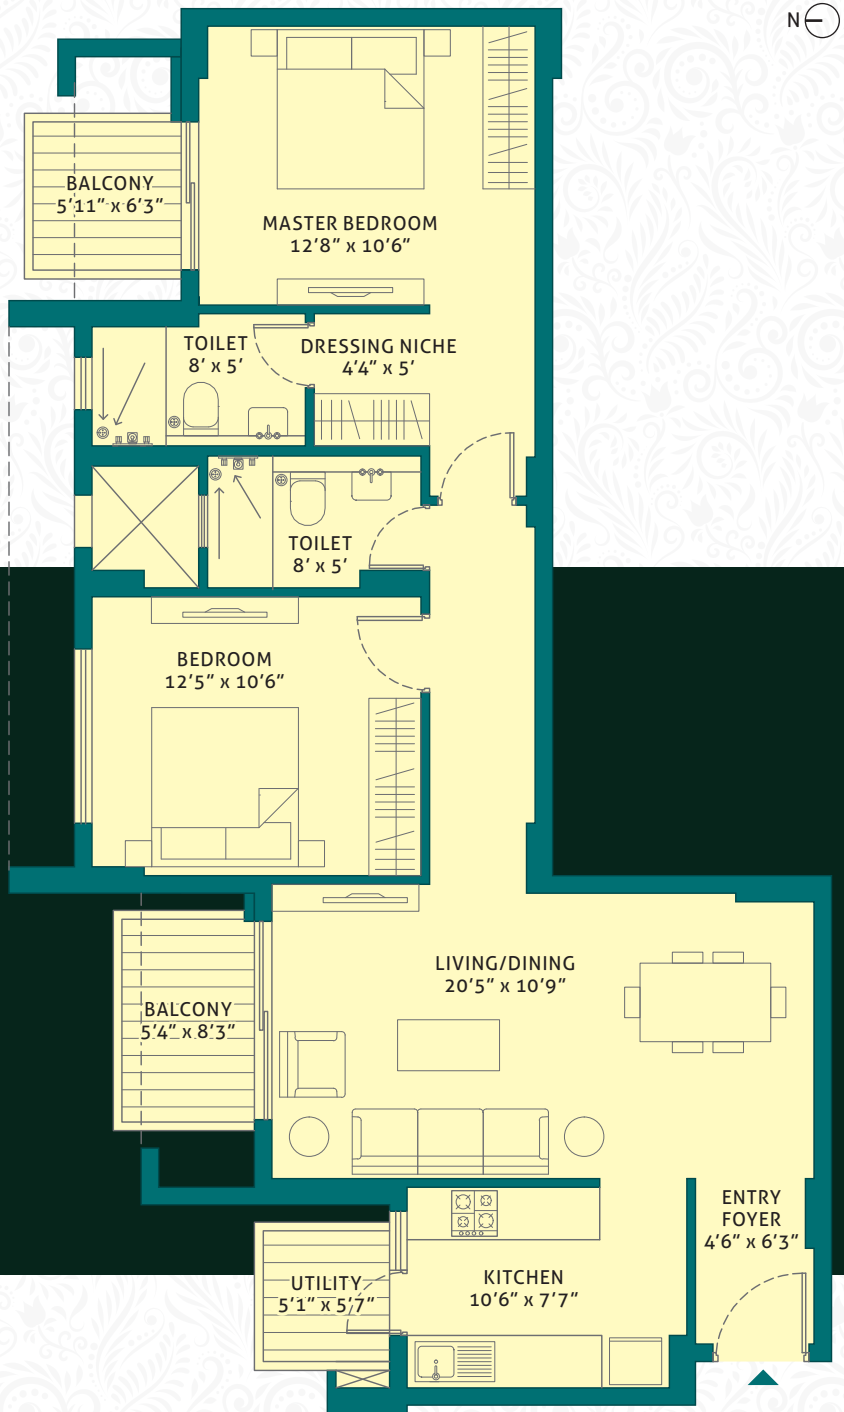 N
BALCONY
5'11" x 6'3"
MASTER BEDROOM
12'8" x 10'6"
TOILET
8' x 5'
DRESSING NICHE
4'4" x 5'
TOILET
8' x 5'
BEDROOM
12'5" x 10'6"
LIVING/DINING
20'5" x 10'9"
BALCONY
5'4" x 8'3"
ENTRY
FOYER
4'6" x 6'3"
UTILITY
5'1" x 5'7"
KITCHEN
10'6" x 7'7"